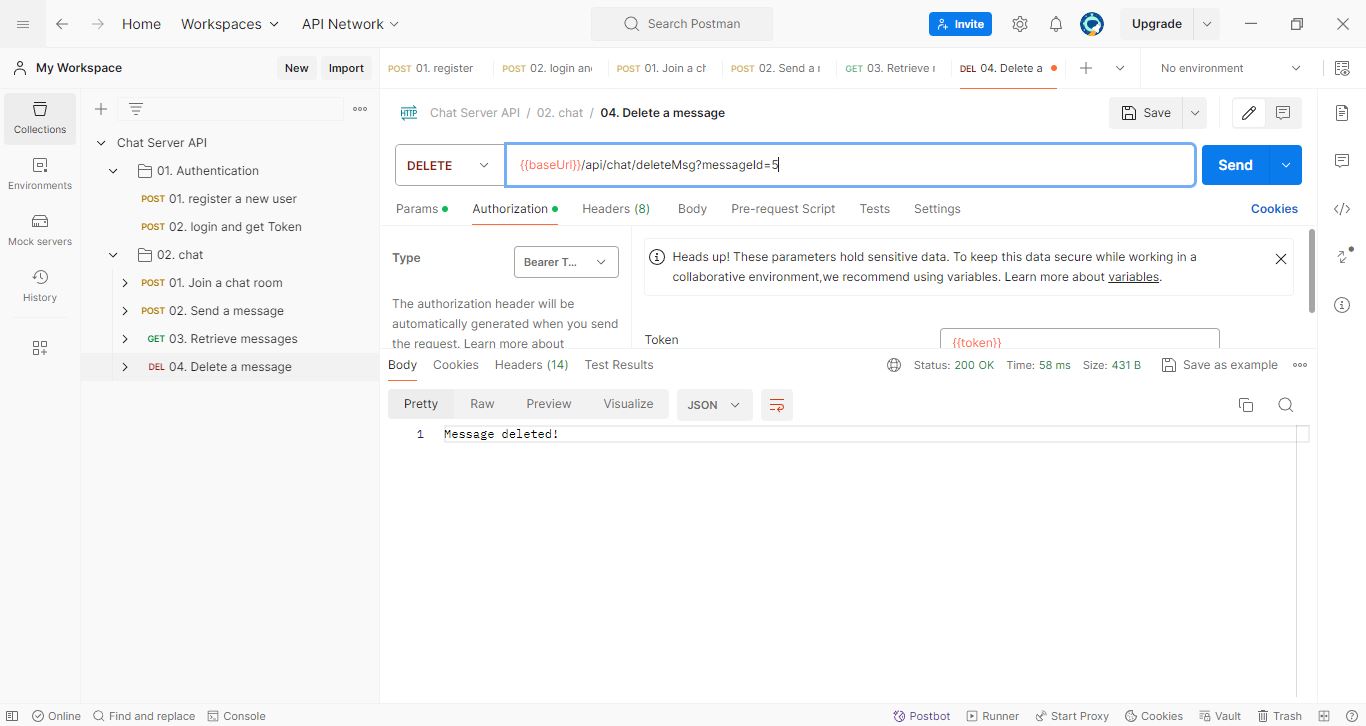 Home Workspaces API Network Search Postman Invite Upgrade
My Workspace New Import POST 01. register POST 02. login an POST 01. Join a ch POST 02. Send a GET 03. Retrieve DEL 04. Delete a No environment
Collections
Environments
Mock servers
History
Chat Server API
01. Authentication
POST 01. register a new user
POST 02. login and get Token
02. chat
POST 01. Join a chat room
POST 02. Send a message
GET 03. Retrieve messages
DEL 04. Delete a message
HTTP Chat Server API / 02. chat / 04. Delete a message Save
DELETE {{baseUrl}}/api/chat/deleteMsg?messageId=5 Send
Params Authorization Headers (8) Body Pre-request Script Tests Settings Cookies
Type Bearer T...
The authorization header will be
automatically generated when you send
the request. Learn more about
Heads up! These parameters hold sensitive data. To keep this data secure while working in a
collaborative environment,we recommend using variables. Learn more about variables.
Token {{token}}
Body Cookies Headers (14) Test Results Status: 200 OK Time: 58 ms Size: 431 B Save as example
Pretty Raw Preview Visualize JSON
1 Message deleted!
Online Find and replace Console Postbot Runner Start Proxy Cookies Vault Trash